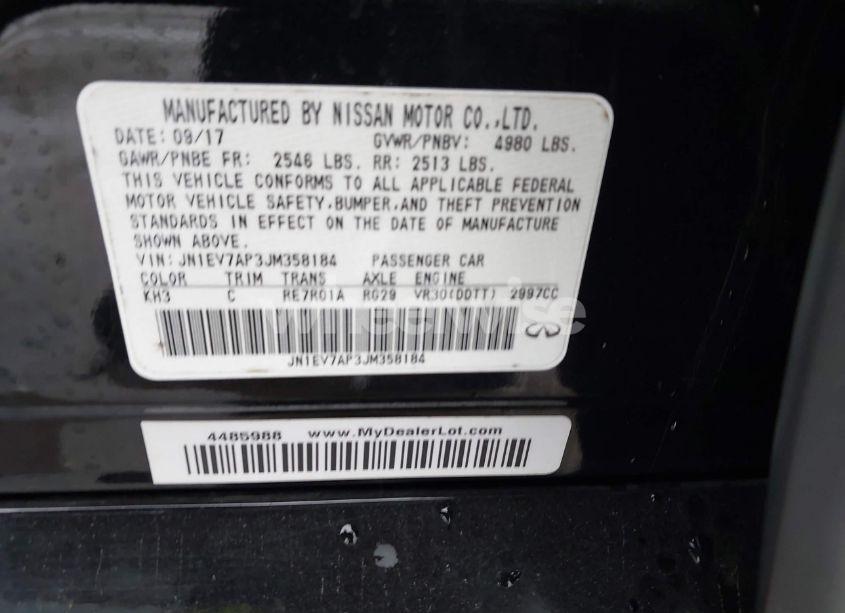 MANUFACTURED BY NISSAN MOTOR CO.,LTD.
DATE: 09/17 GVWR/PNBV: 4980 LBS.
GAWR/PNBE FR: 2546 LBS. RR: 2513 LBS.
THIS VEHICLE CONFORMS TO ALL APPLICABLE FEDERAL
MOTOR VEHICLE SAFETY,BUMPER,AND THEFT PREVENTION
STANDARDS IN EFFECT ON THE DATE OF MANUFACTURE
SHOWN ABOVE.
VIN: JN1EV7AP3JM358184 PASSENGER CAR
COLOR TRIM TRANS AXLE ENGINE
KH3 C RE7R01A RG29 VR30(DDTT) 2997CC
Wheelwise
JN1EV7AP3JM358184
4485988 www.MyDealerLot.com